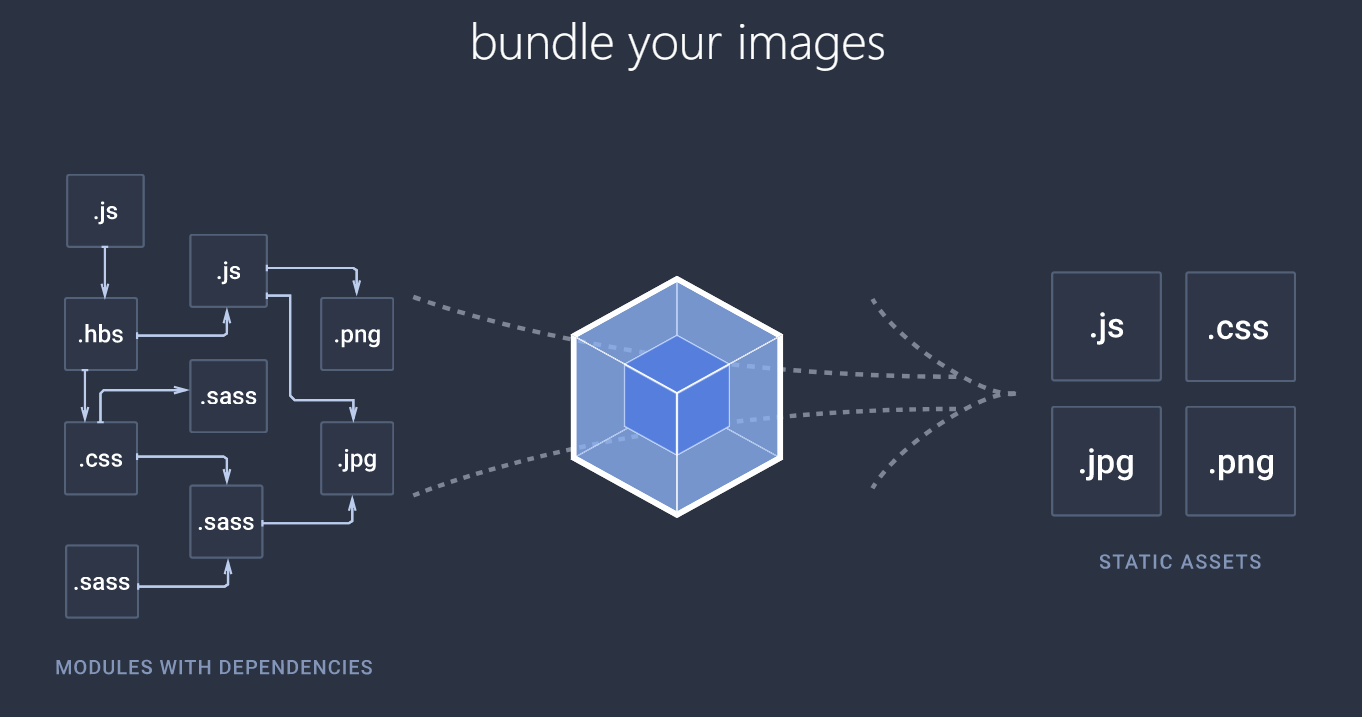 bundle your images
.js
.js
.hbs
.png
.sass
.css
.jpg
.sass
.sass
MODULES WITH DEPENDENCIES
.js
.css
.jpg
.png
STATIC ASSETS